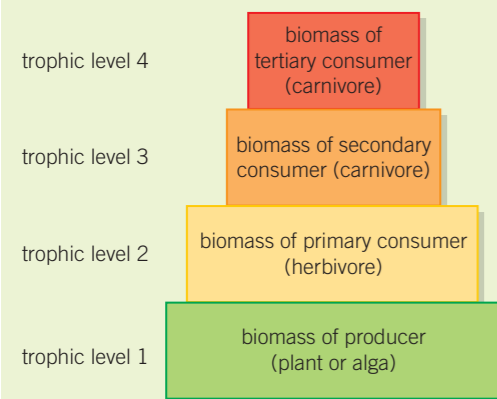 trophic level 4
biomass of
tertiary consumer
(carnivore)
trophic level 3
biomass of secondary
consumer (carnivore)
trophic level 2
biomass of primary consumer
(herbivore)
trophic level 1
biomass of producer
(plant or alga)